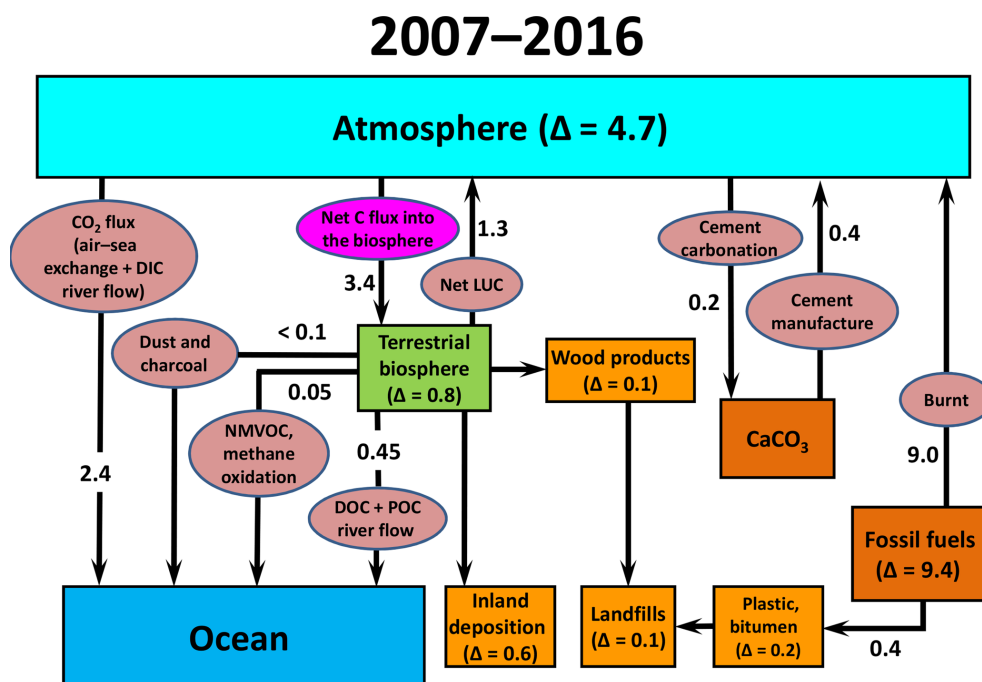 2007–2016
Atmosphere (Δ = 4.7)
CO₂ flux
(air–sea
exchange + DIC
river flow)
2.4
Net C flux into
the biosphere
3.4
1.3
Net LUC
Cement
carbonation
0.2
0.4
Cement
manufacture
Burnt
9.0
Dust and
charcoal
< 0.1
Terrestrial
biosphere
(Δ = 0.8)
0.05
NMVOC,
methane
oxidation
0.45
DOC + POC
river flow
Wood products
(Δ = 0.1)
CaCO₃
Fossil fuels
(Δ = 9.4)
0.4
Ocean
Inland
deposition
(Δ = 0.6)
Landfills
(Δ = 0.1)
Plastic,
bitumen
(Δ = 0.2)